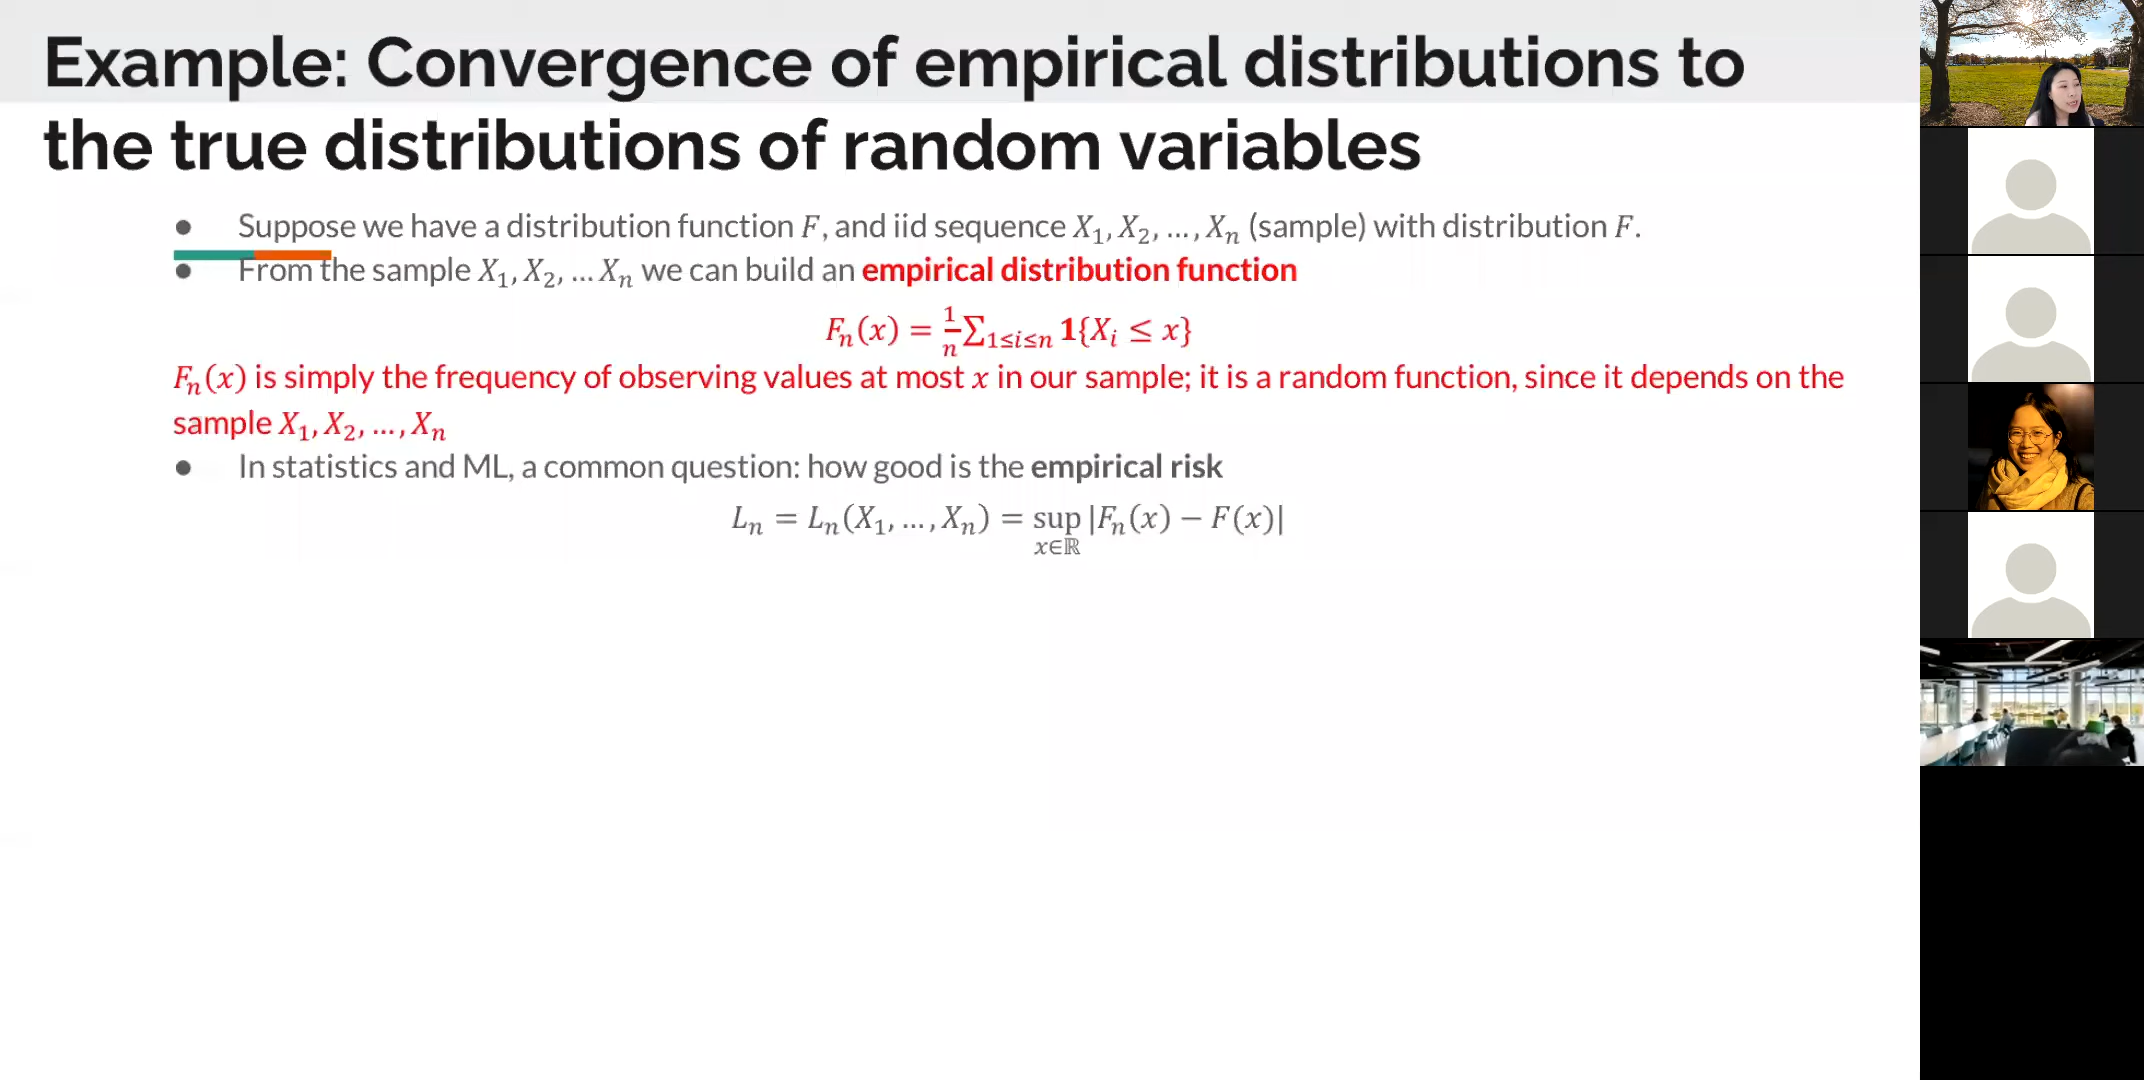 Example: Convergence of empirical distributions to
the true distributions of random variables
● Suppose we have a distribution function F, and iid sequence X₁, X₂, …, Xₙ (sample) with distribution F.
● From the sample X₁, X₂, … Xₙ we can build an empirical distribution function
Fₙ(x) = 1/n ∑₁≤ᵢ≤ₙ 𝟏{Xᵢ ≤ x}
Fₙ(x) is simply the frequency of observing values at most x in our sample; it is a random function, since it depends on the
sample X₁, X₂, …, Xₙ
● In statistics and ML, a common question: how good is the empirical risk
Lₙ = Lₙ(X₁, …, Xₙ) = sup |Fₙ(x) − F(x)|
x∈ℝ